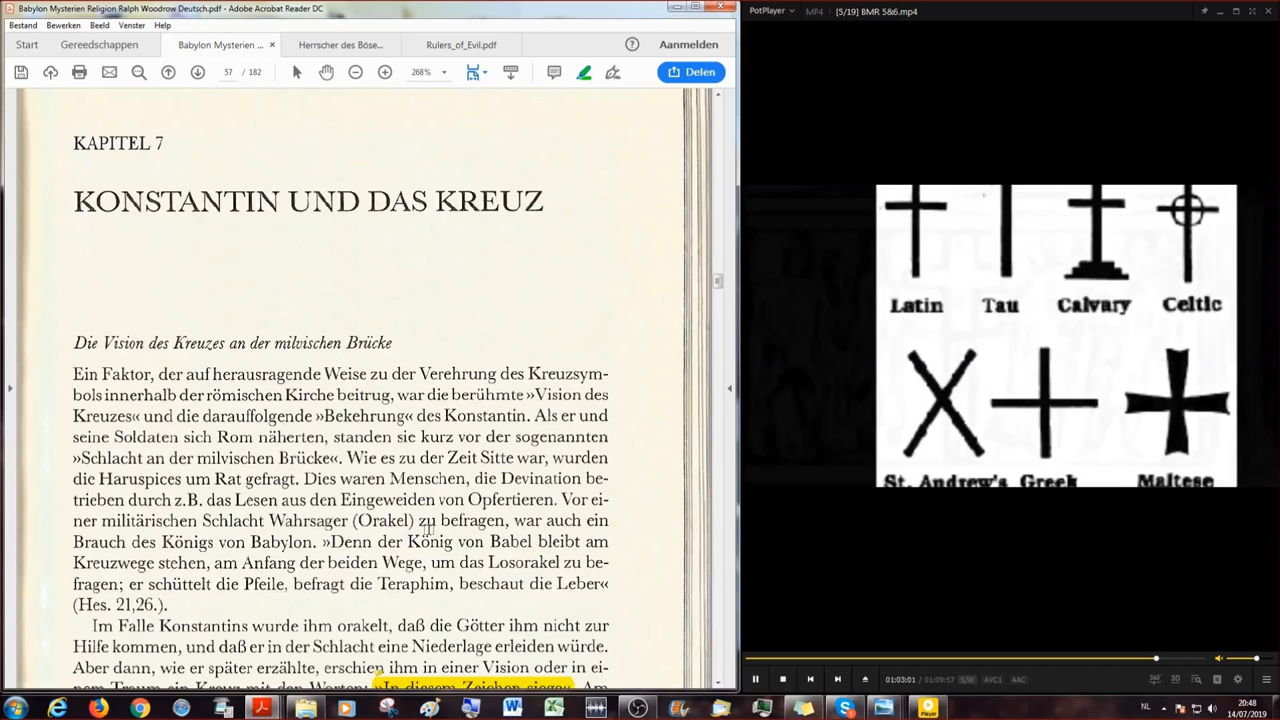 Babylon Mysterien Religion Ralph Woodrow Deutsch.pdf - Adobe Acrobat Reader DC
Bestand Bewerken Beeld Venster Help
Start Gereedschappen Babylon Mysterien ... × Herrscher des Böse... Rulers_of_Evil.pdf Aanmelden
57 / 182 268% Delen
KAPITEL 7
KONSTANTIN UND DAS KREUZ
Die Vision des Kreuzes an der milvischen Brücke
Ein Faktor, der auf herausragende Weise zu der Verehrung des Kreuzsym-
bols innerhalb der römischen Kirche beitrug, war die berühmte »Vision des
Kreuzes« und die darauffolgende »Bekehrung« des Konstantin. Als er und
seine Soldaten sich Rom näherten, standen sie kurz vor der sogenannten
»Schlacht an der milvischen Brücke«. Wie es zu der Zeit Sitte war, wurden
die Haruspices um Rat gefragt. Dies waren Menschen, die Devination be-
trieben durch z.B. das Lesen aus den Eingeweiden von Opfertieren. Vor ei-
ner militärischen Schlacht Wahrsager (Orakel) zu befragen, war auch ein
Brauch des Königs von Babylon. »Denn der König von Babel bleibt am
Kreuzwege stehen, am Anfang der beiden Wege, um das Losorakel zu be-
fragen; er schüttelt die Pfeile, befragt die Teraphim, beschaut die Leber«
(Hes. 21,26.).
Im Falle Konstantins wurde ihm orakelt, daß die Götter ihm nicht zur
Hilfe kommen, und daß er in der Schlacht eine Niederlage erleiden würde.
Aber dann, wie er später erzählte, erschien ihm in einer Vision oder in ei-
nem Traum ein Kreuz mit den Worten: »In diesem Zeichen siege«. Am
PotPlayer MP4 [5/19] BMR 5&6.mp4
Latin Tau Calvary Celtic
St. Andrew's Greek Maltese
01:03:01 / 01:09:57 S/W AVC1 AAC
NL 20:48
14/07/2019